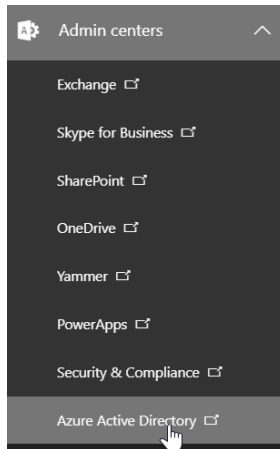 Admin centers
Exchange
Skype for Business
SharePoint
OneDrive
Yammer
PowerApps
Security & Compliance
Azure Active Directory